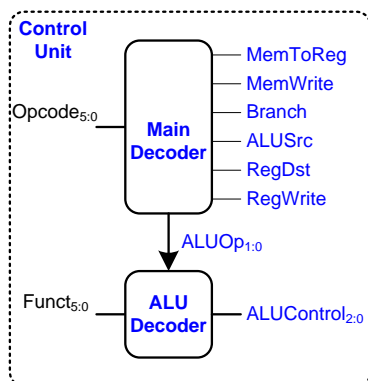 Control
Unit
Opcode5:0
Main
Decoder
MemToReg
MemWrite
Branch
ALUSrc
RegDst
RegWrite
ALUOp1:0
Funct5:0
ALU
Decoder
ALUControl2:0